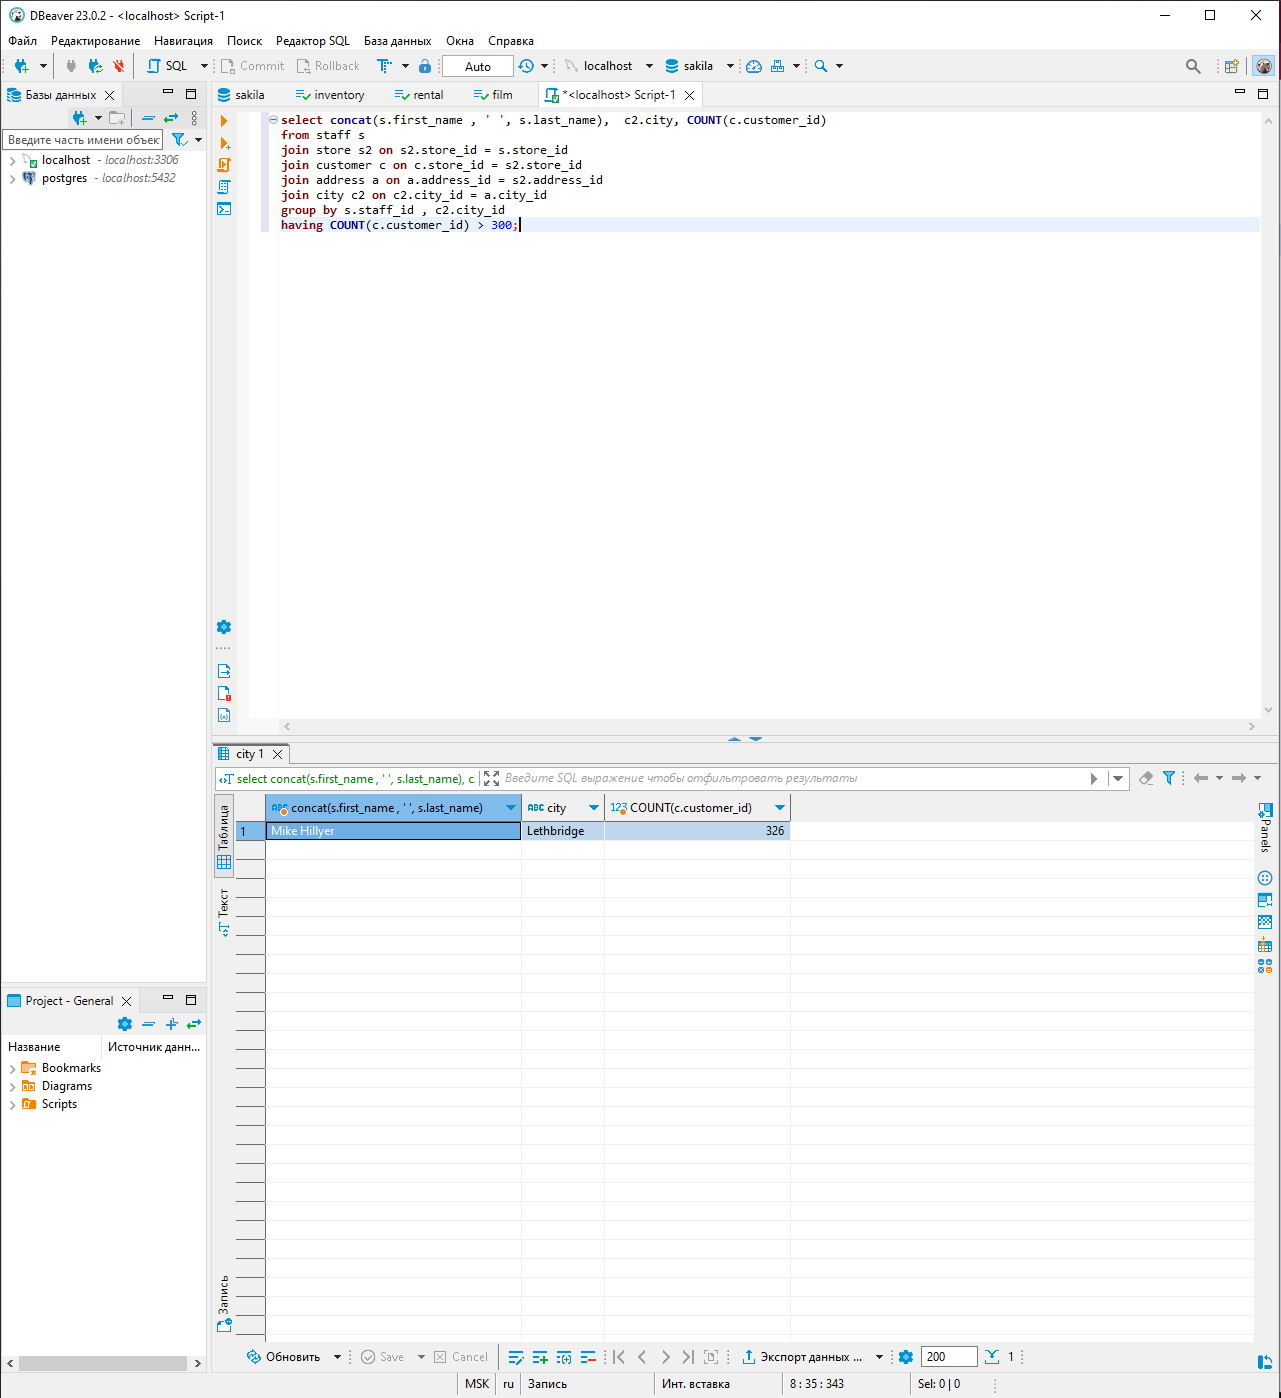 DBeaver 23.0.2 - <localhost> Script-1
Файл Редактирование Навигация Поиск Редактор SQL База данных Окна Справка
SQL Commit Rollback Auto localhost sakila
Базы данных
sakila inventory rental film *<localhost> Script-1
Введите часть имени объек
localhost - localhost:3306
postgres - localhost:5432
select concat(s.first_name , ' ', s.last_name),  c2.city, COUNT(c.customer_id)
from staff s
join store s2 on s2.store_id = s.store_id
join customer c on c.store_id = s2.store_id
join address a on a.address_id = s2.address_id
join city c2 on c2.city_id = a.city_id
group by s.staff_id , c2.city_id
having COUNT(c.customer_id) > 300;
city 1
select concat(s.first_name , ' ', s.last_name), c. Введите SQL выражение чтобы отфильтровать результаты
ABC concat(s.first_name , ' ', s.last_name) ABC city 123 COUNT(c.customer_id)
1 Mike Hillyer Lethbridge 326
Таблица
Текст
Запись
Panels
Project - General
Название Источник данн...
Bookmarks
Diagrams
Scripts
Обновить Save Cancel Экспорт данных ... 200 1
MSK ru Запись Инт. вставка 8 : 35 : 343 Sel: 0 | 0